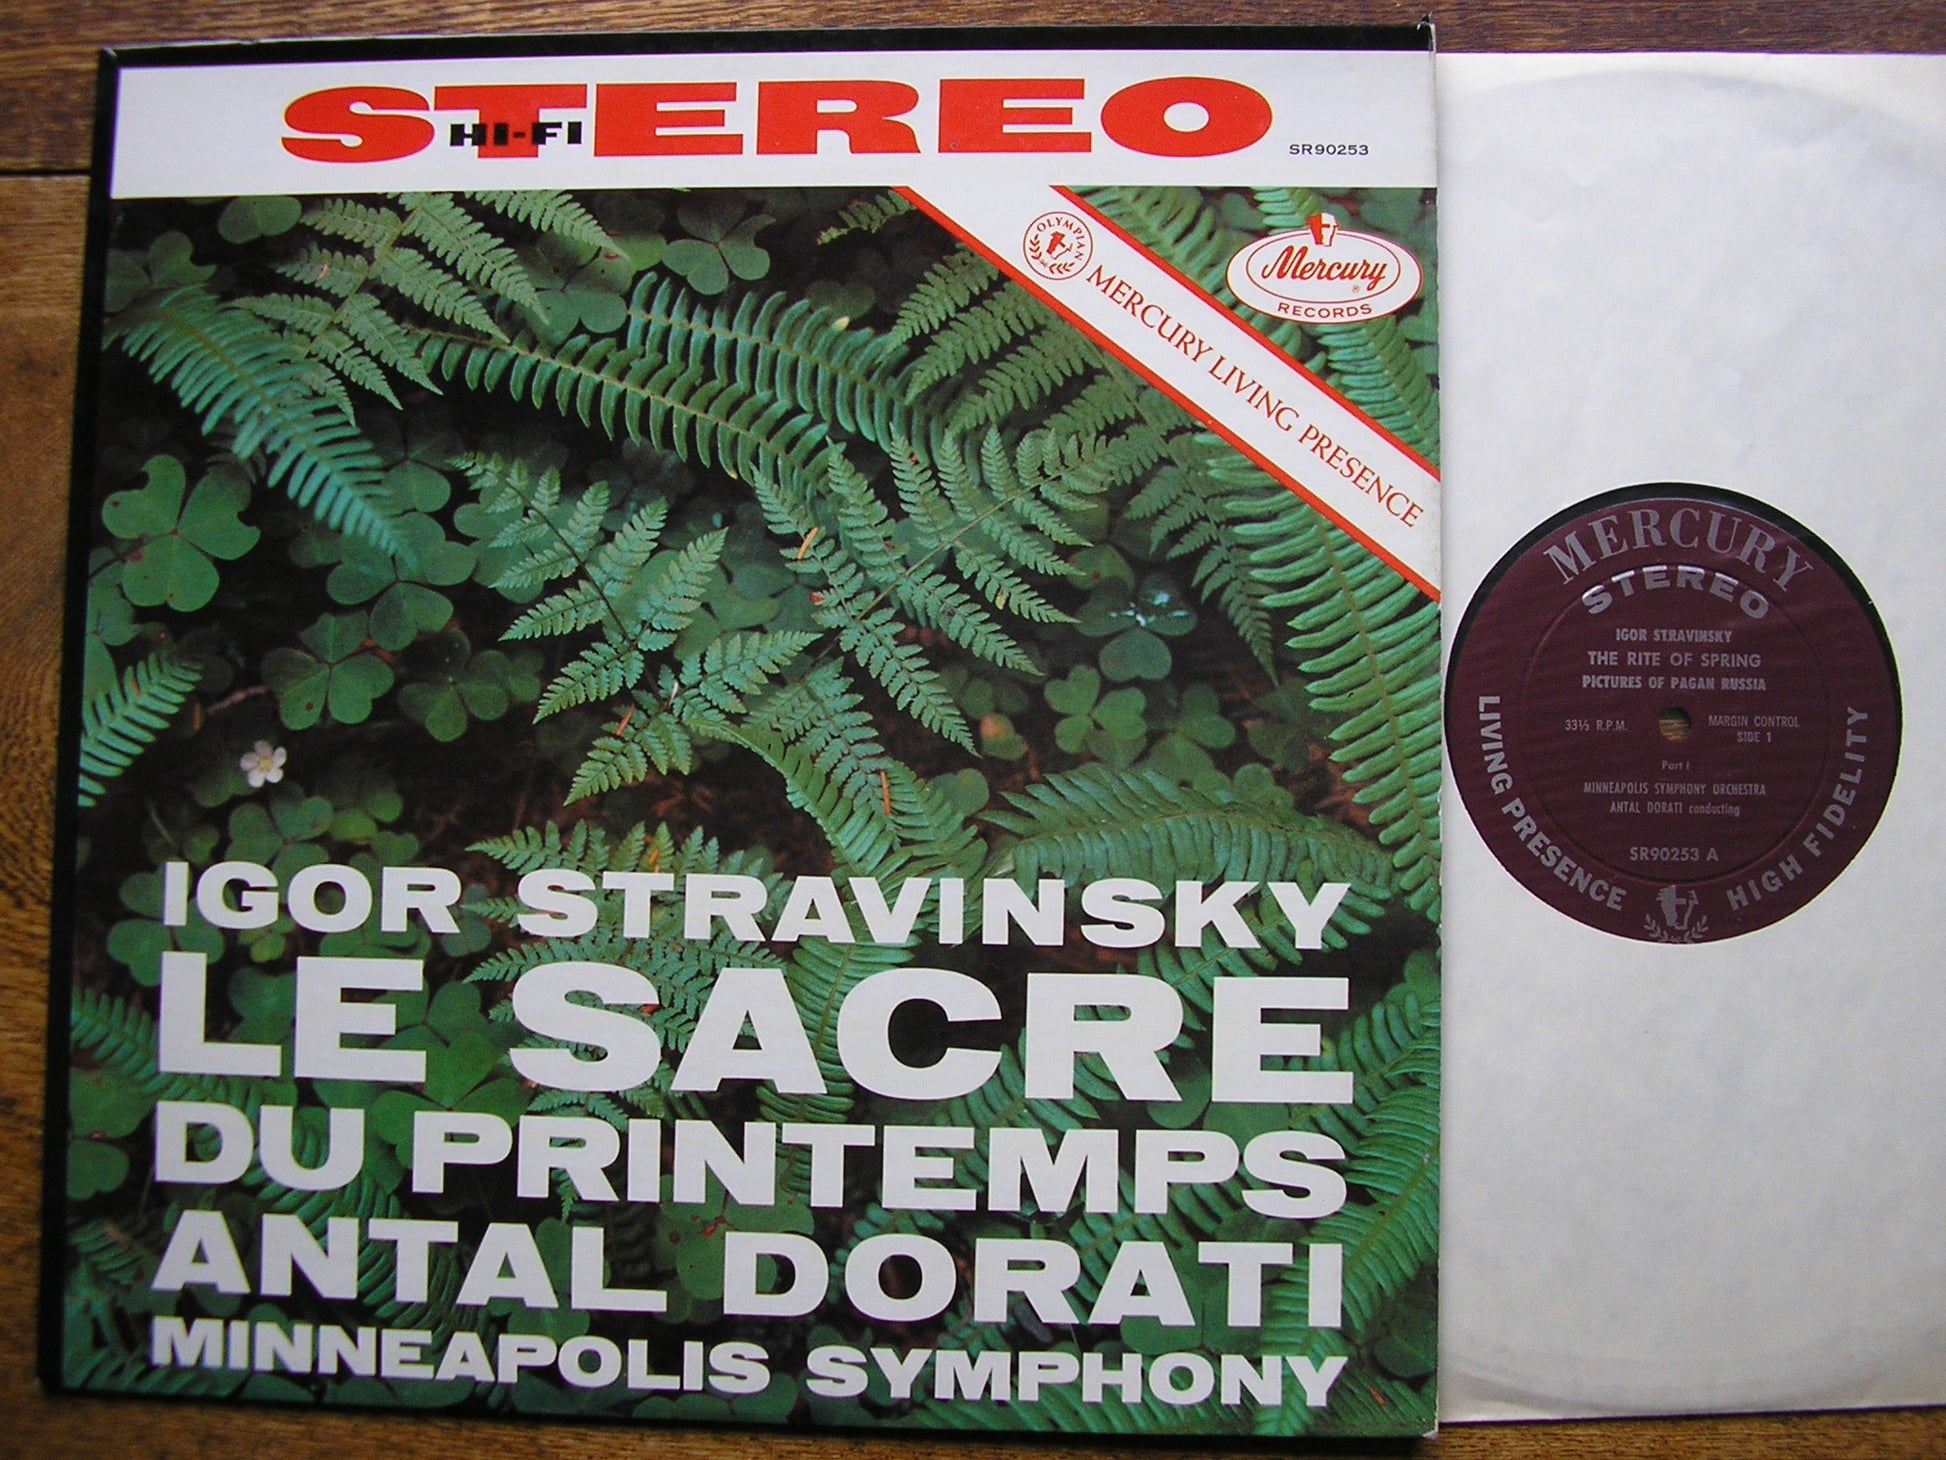 STEREO
HI-FI
SR90253
OLYMPIAN
MERCURY LIVING PRESENCE
Mercury®
RECORDS
IGOR STRAVINSKY
LE SACRE
DU PRINTEMPS
ANTAL DORATI
MINNEAPOLIS SYMPHONY
MERCURY
STEREO
IGOR STRAVINSKY
THE RITE OF SPRING
PICTURES OF PAGAN RUSSIA
33⅓ R.P.M.
MARGIN CONTROL
SIDE 1
Part I
MINNEAPOLIS SYMPHONY ORCHESTRA
ANTAL DORATI conducting
SR90253 A
LIVING PRESENCE
HIGH FIDELITY